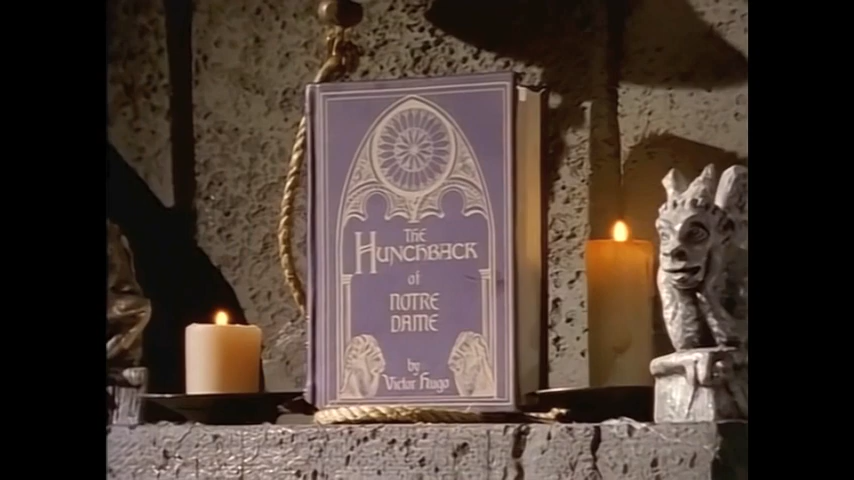 THE
HUNCHBACK
of
NOTRE
DAME
by
Victor Hugo